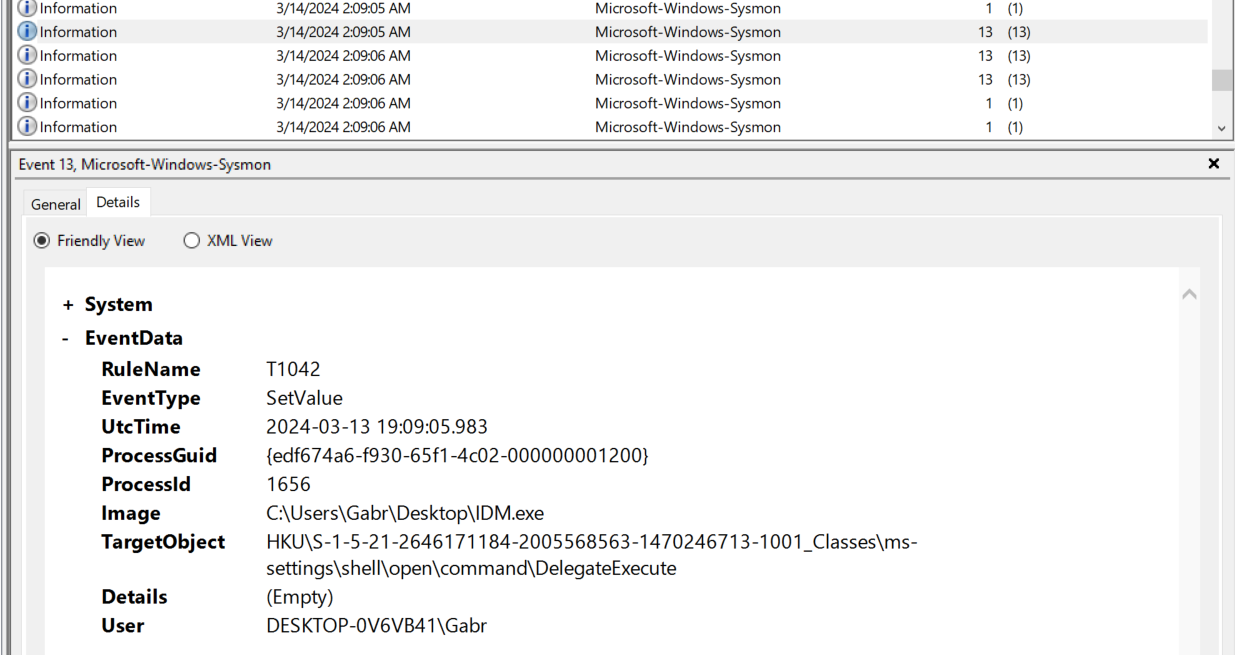 Information 3/14/2024 2:09:05 AM Microsoft-Windows-Sysmon 1 (1)
Information 3/14/2024 2:09:05 AM Microsoft-Windows-Sysmon 13 (13)
Information 3/14/2024 2:09:06 AM Microsoft-Windows-Sysmon 13 (13)
Information 3/14/2024 2:09:06 AM Microsoft-Windows-Sysmon 13 (13)
Information 3/14/2024 2:09:06 AM Microsoft-Windows-Sysmon 1 (1)
Information 3/14/2024 2:09:06 AM Microsoft-Windows-Sysmon 1 (1)
Event 13, Microsoft-Windows-Sysmon
General Details
Friendly View XML View
+ System
- EventData
RuleName T1042
EventType SetValue
UtcTime 2024-03-13 19:09:05.983
ProcessGuid {edf674a6-f930-65f1-4c02-000000001200}
ProcessId 1656
Image C:\Users\Gabr\Desktop\IDM.exe
TargetObject HKU\S-1-5-21-2646171184-2005568563-1470246713-1001_Classes\ms-
settings\shell\open\command\DelegateExecute
Details (Empty)
User DESKTOP-0V6VB41\Gabr